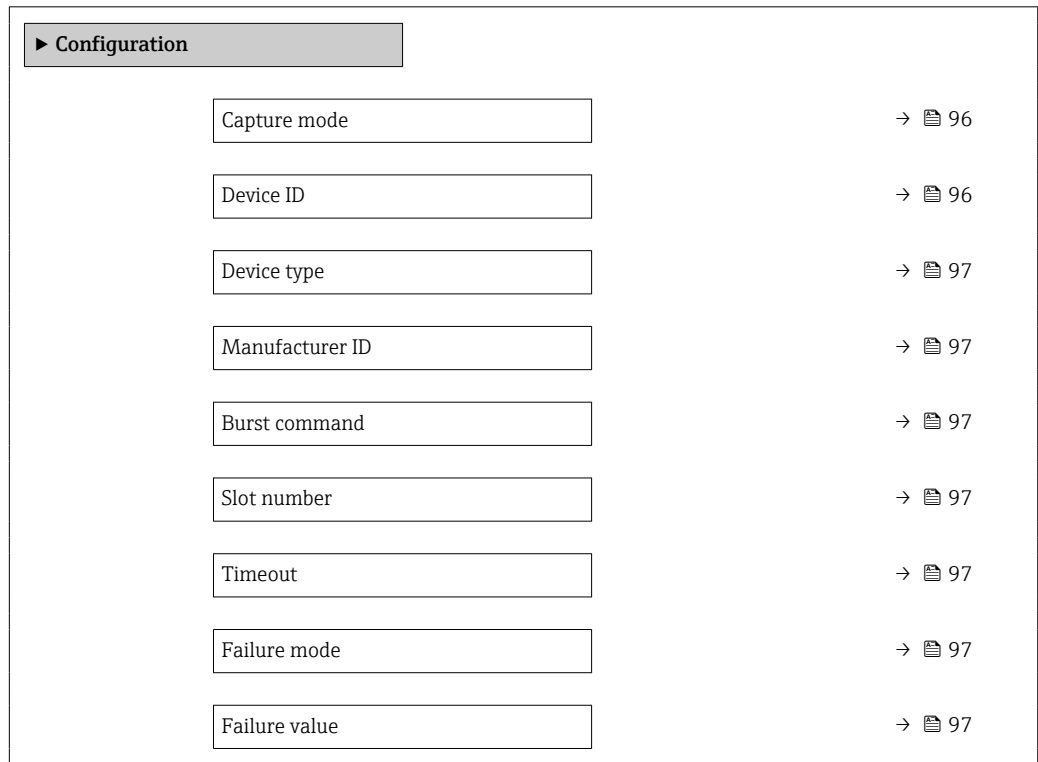 ▶ Configuration
Capture mode → 96
Device ID → 96
Device type → 97
Manufacturer ID → 97
Burst command → 97
Slot number → 97
Timeout → 97
Failure mode → 97
Failure value → 97